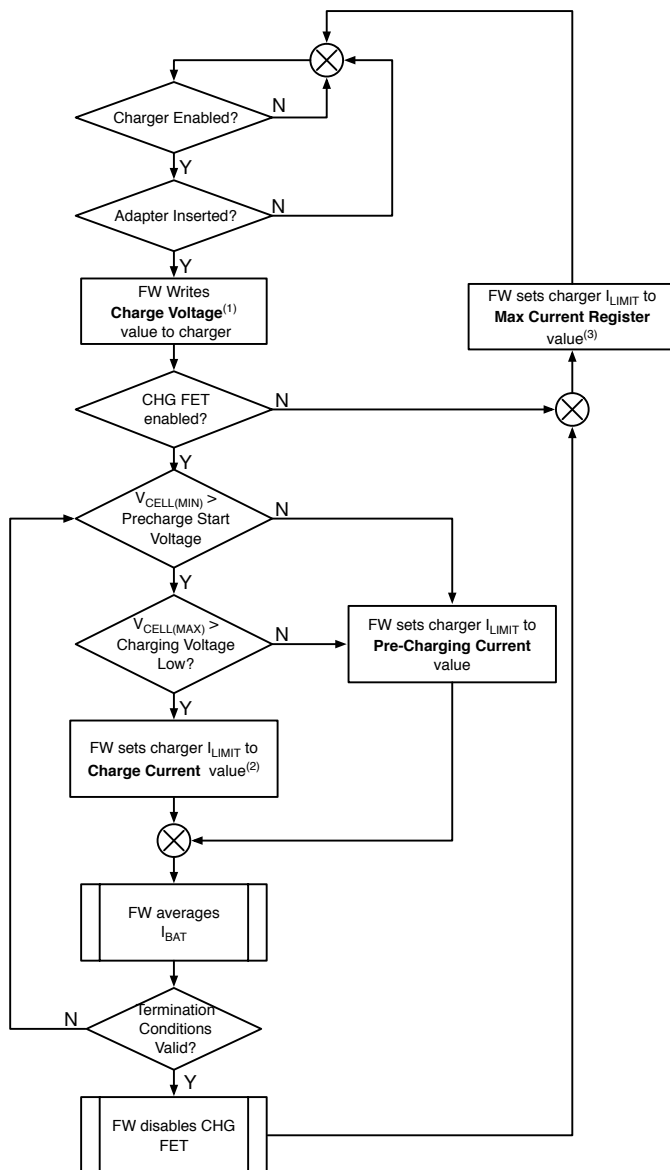 Charger Enabled?
N
Y
Adapter Inserted?
N
Y
FW Writes
Charge Voltage(1)
value to charger
FW sets charger ILIMIT to
Max Current Register
value(3)
CHG FET
enabled?
N
Y
VCELL(MIN) >
Precharge Start
Voltage
N
Y
VCELL(MAX) >
Charging Voltage
Low?
N
FW sets charger ILIMIT to
Pre-Charging Current
value
Y
FW sets charger ILIMIT to
Charge Current value(2)
FW averages
IBAT
Termination
Conditions
Valid?
N
Y
FW disables CHG
FET